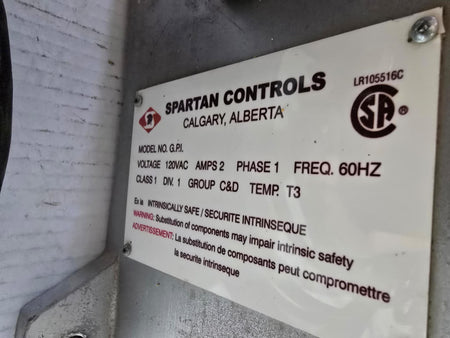 SPARTAN CONTROLS
CALGARY, ALBERTA
LR105516C
CSA
MODEL NO. G.P.I.
VOLTAGE 120VAC AMPS 2 PHASE 1 FREQ. 60HZ
CLASS 1 DIV. 1 GROUP C&D TEMP. T3
Ex ia INTRINSICALLY SAFE / SECURITE INTRINSEQUE
WARNING: Substitution of components may impair intrinsic safety
ADVERTISSEMENT: La substitution de composants peut compromettre
la securite intrinseque